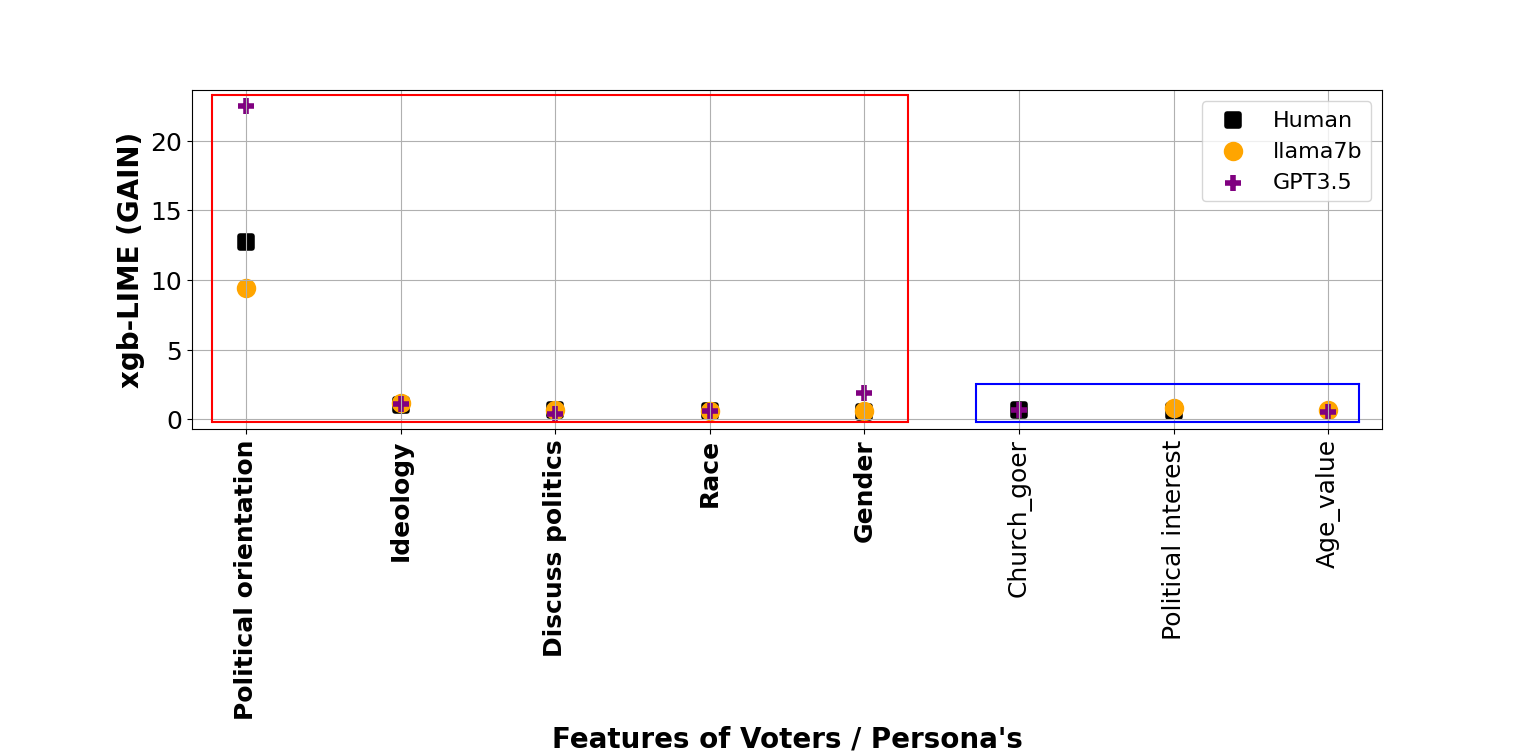 xgb-LIME (GAIN)
20
15
10
5
0
Human
llama7b
GPT3.5
Political orientation
Ideology
Discuss politics
Race
Gender
Church_goer
Political interest
Age_value
Features of Voters / Persona's